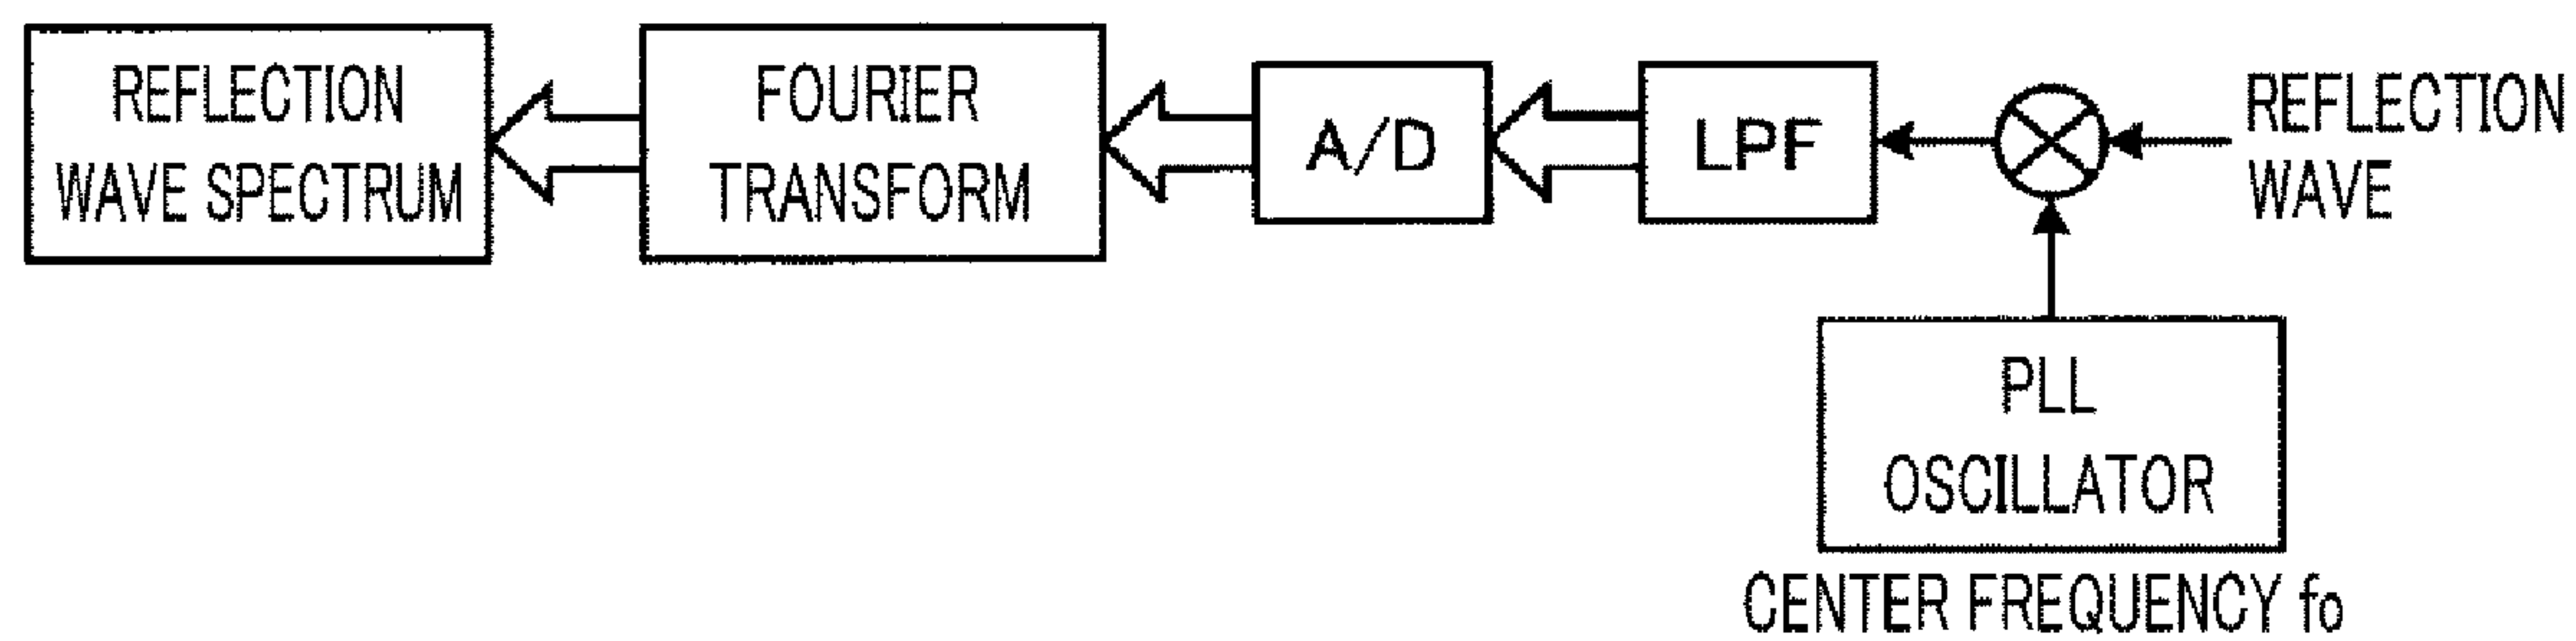 REFLECTION
WAVE SPECTRUM
FOURIER
TRANSFORM
A/D
LPF
REFLECTION
WAVE
PLL
OSCILLATOR
CENTER FREQUENCY fo